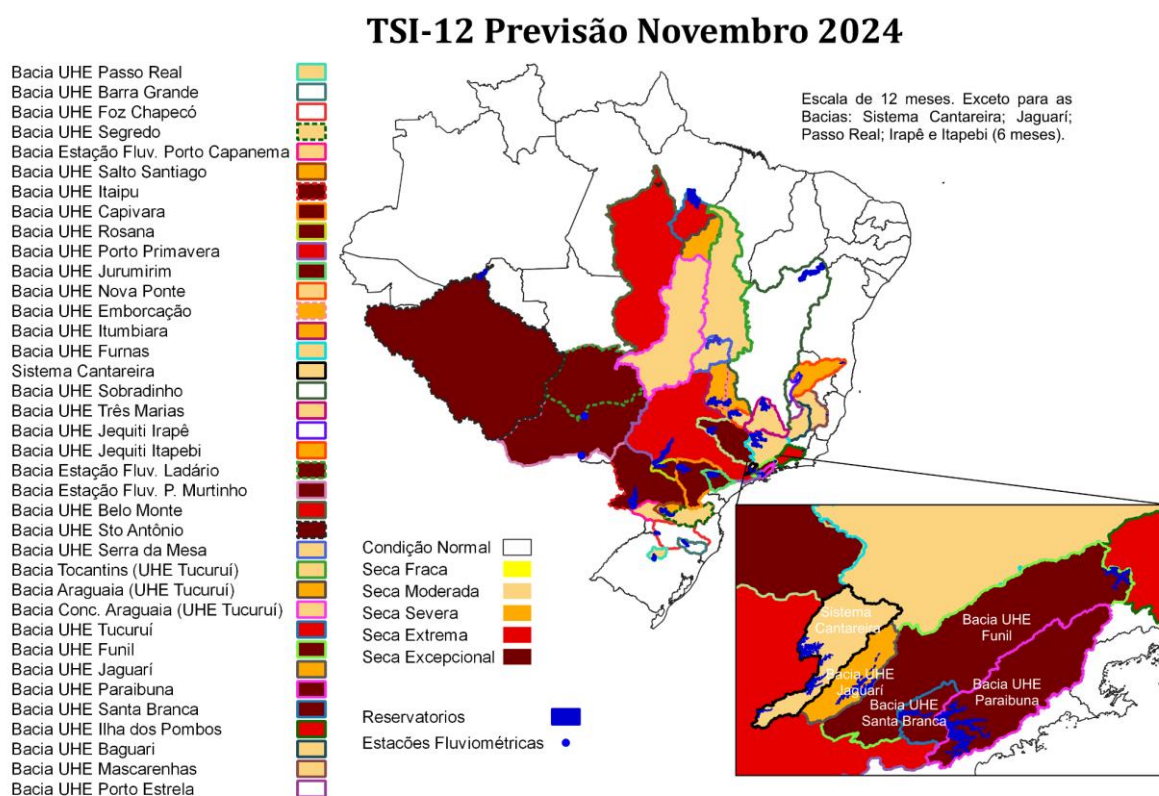 TSI-12 Previsão Novembro 2024
Bacia UHE Passo Real
Bacia UHE Barra Grande
Bacia UHE Foz Chapecó
Bacia UHE Segredo
Bacia Estação Fluv. Porto Capanema
Bacia UHE Salto Santiago
Bacia UHE Itaipu
Bacia UHE Capivara
Bacia UHE Rosana
Bacia UHE Porto Primavera
Bacia UHE Jurumirim
Bacia UHE Nova Ponte
Bacia UHE Emborcação
Bacia UHE Itumbiara
Bacia UHE Furnas
Sistema Cantareira
Bacia UHE Sobradinho
Bacia UHE Três Marias
Bacia UHE Jequiti Irapê
Bacia UHE Jequiti Itapebi
Bacia Estação Fluv. Ladário
Bacia Estação Fluv. P. Murtinho
Bacia UHE Belo Monte
Bacia UHE Sto Antônio
Bacia UHE Serra da Mesa
Bacia Tocantins (UHE Tucuruí)
Bacia Araguaia (UHE Tucuruí)
Bacia Conc. Araguaia (UHE Tucuruí)
Bacia UHE Tucuruí
Bacia UHE Funil
Bacia UHE Jaguarí
Bacia UHE Paraibuna
Bacia UHE Santa Branca
Bacia UHE Ilha dos Pombos
Bacia UHE Baguari
Bacia UHE Mascarenhas
Bacia UHE Porto Estrela
Escala de 12 meses. Exceto para as
Bacias: Sistema Cantareira; Jaguarí;
Passo Real; Irapê e Itapebi (6 meses).
Condição Normal
Seca Fraca
Seca Moderada
Seca Severa
Seca Extrema
Seca Excepcional
Reservatorios
Estacões Fluviométricas
Sistema
Cantareira
Bacia UHE
Jaguarí
Bacia UHE
Santa Branca
Bacia UHE
Funil
Bacia UHE
Paraibuna